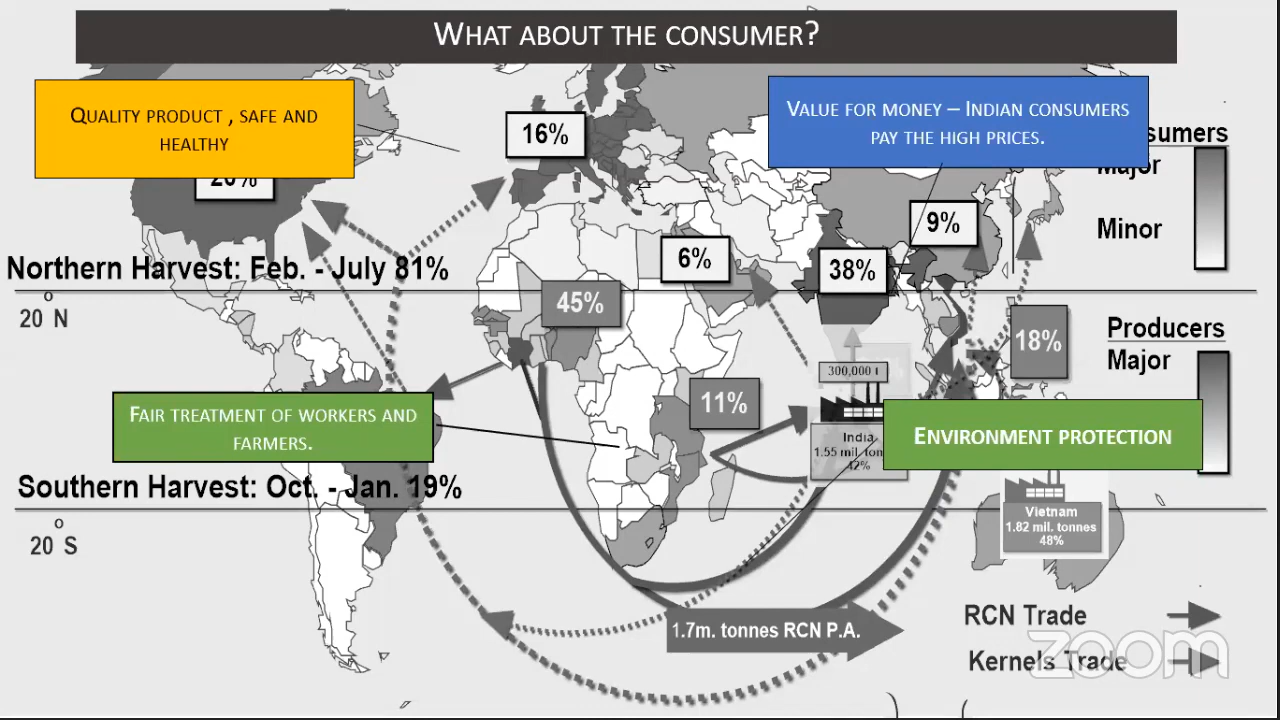 WHAT ABOUT THE CONSUMER?
QUALITY PRODUCT , SAFE AND
HEALTHY
VALUE FOR MONEY – INDIAN CONSUMERS
PAY THE HIGH PRICES.
16%
sumers
Major
Minor
9%
6%
38%
Northern Harvest: Feb. - July 81%
20 N
45%
18%
Producers
Major
300,000 t
11%
FAIR TREATMENT OF WORKERS AND
FARMERS.
ENVIRONMENT PROTECTION
India
1.55 mil. ton
42%
Southern Harvest: Oct. - Jan. 19%
20 S
Vietnam
1.82 mil. tonnes
48%
1.7m. tonnes RCN P.A.
RCN Trade
Kernels Trade
zoom